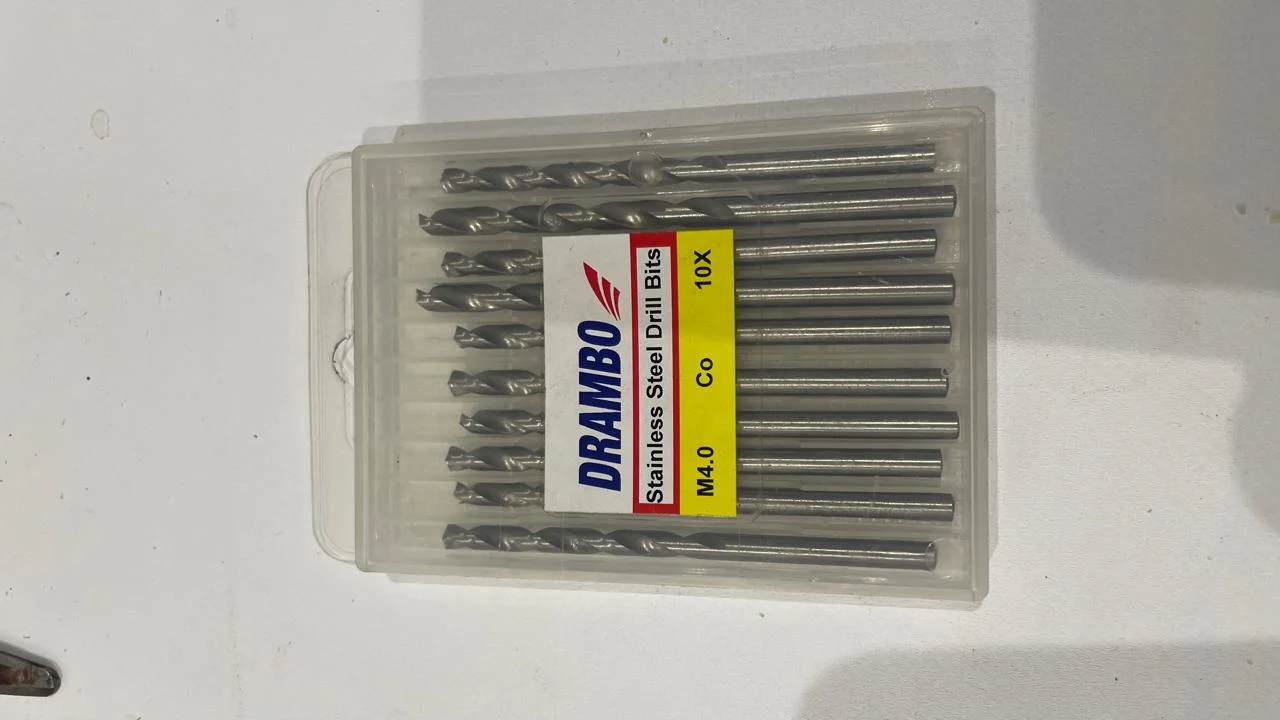 DRAMBO
Stainless Steel Drill Bits
M4.0 Co 10X